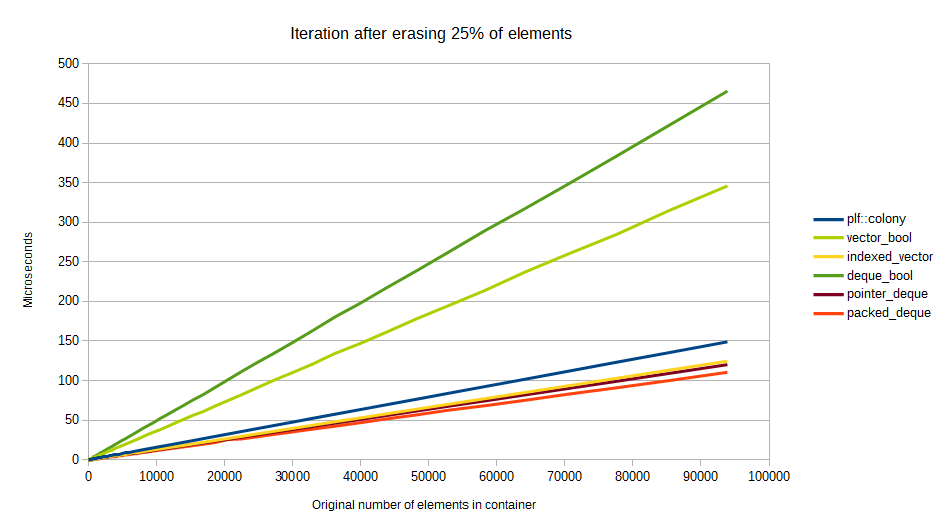 Iteration after erasing 25% of elements
500
450
400
350
300
250
200
150
100
50
0
Microseconds
0 10000 20000 30000 40000 50000 60000 70000 80000 90000 100000
Original number of elements in container
plf::colony
vector_bool
indexed_vector
deque_bool
pointer_deque
packed_deque